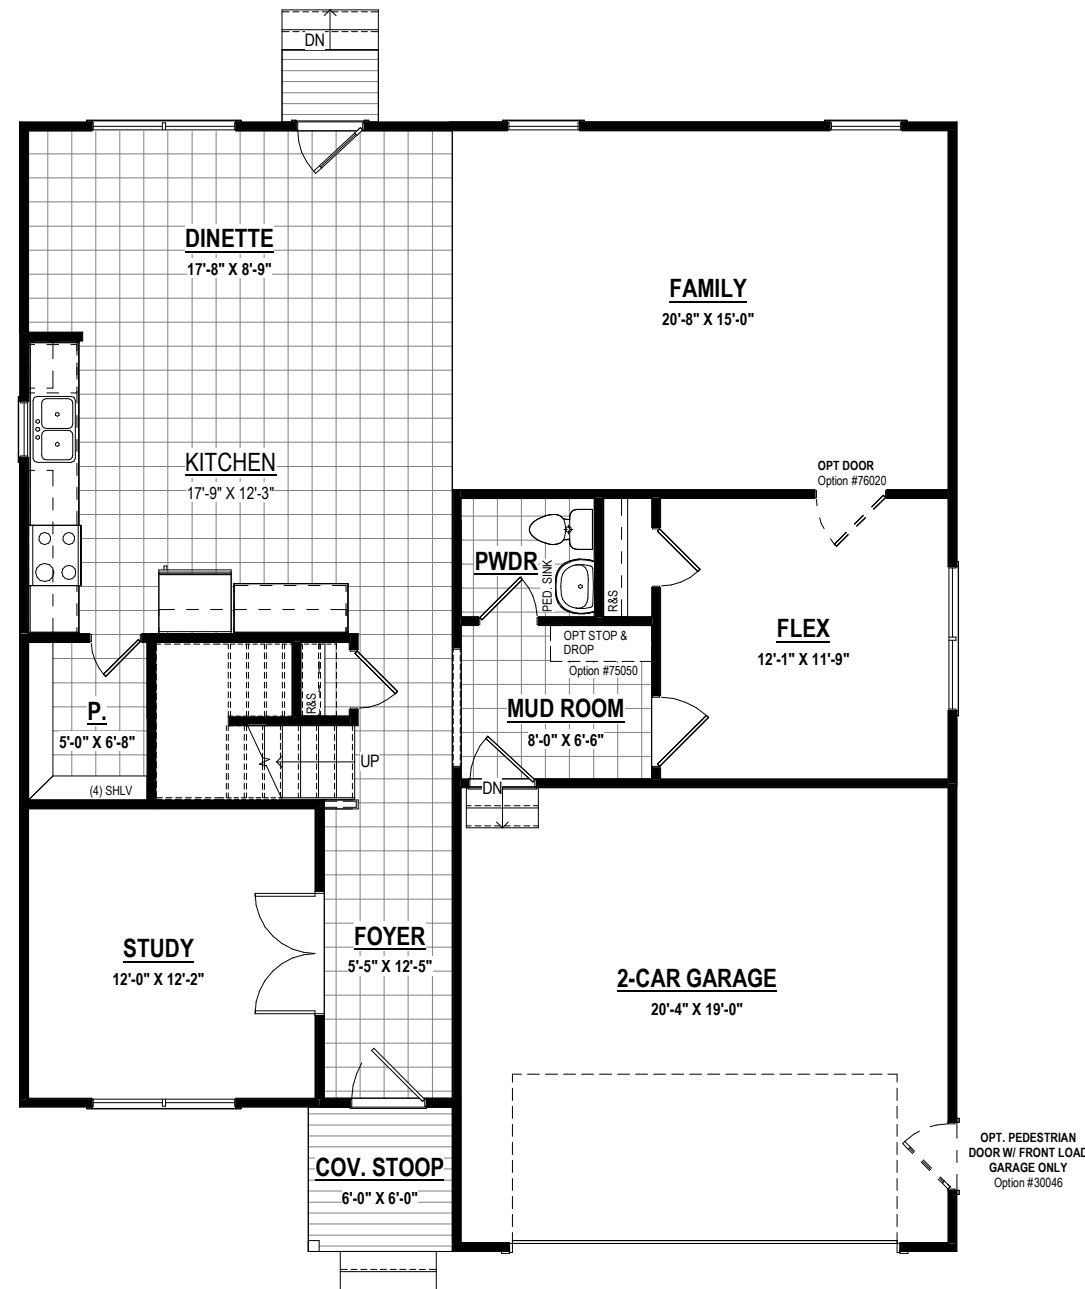 DN
DINETTE
17'-8" X 8'-9"
FAMILY
20'-8" X 15'-0"
KITCHEN
17'-9" X 12'-3"
OPT DOOR
Option #76020
PWDR
PED. SINK
R&S
FLEX
12'-1" X 11'-9"
OPT STOP &
DROP
Option #75050
MUD ROOM
8'-0" X 6'-6"
P.
5'-0" X 6'-8"
(4) SHLV
R&S
UP
DN
STUDY
12'-0" X 12'-2"
FOYER
5'-5" X 12'-5"
2-CAR GARAGE
20'-4" X 19'-0"
COV. STOOP
6'-0" X 6'-0"
OPT. PEDESTRIAN
DOOR W/ FRONT LOAD
GARAGE ONLY
Option #30046